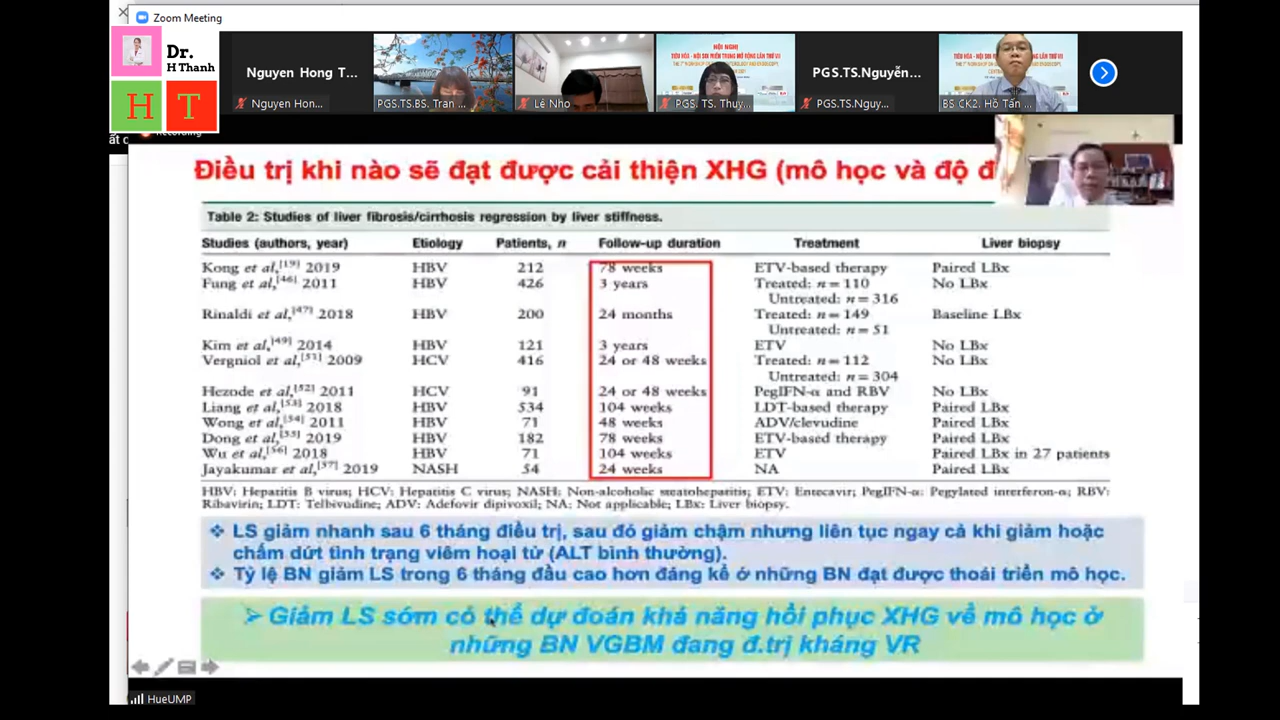 Zoom Meeting
Dr.
H Thanh
H T
Nguyen Hong T...
Nguyen Hon...
PGS.TS.BS. Tran ...
Lê Nho
HỘI NGHỊ
TIÊU HÓA - NỘI SOI MIỀN TRUNG MỞ RỘNG LẦN THỨ VII
PGS. TS. Thuy...
PGS.TS.Nguyễn...
PGS.TS.Nguy...
BS CK2. Hồ Tấn ...
Recording
Điều trị khi nào sẽ đạt được cải thiện XHG (mô học và độ đ
Table 2: Studies of liver fibrosis/cirrhosis regression by liver stiffness.
Studies (authors, year) Etiology Patients, n Follow-up duration Treatment Liver biopsy
Kong et al,[19] 2019 HBV 212 78 weeks ETV-based therapy Paired LBx
Fung et al,[46] 2011 HBV 426 3 years Treated: n = 110 No LBx
Untreated: n = 316
Rinaldi et al,[47] 2018 HBV 200 24 months Treated: n = 149 Baseline LBx
Untreated: n = 51
Kim et al,[49] 2014 HBV 121 3 years ETV No LBx
Vergniol et al,[51] 2009 HCV 416 24 or 48 weeks Treated: n = 112 No LBx
Untreated: n = 304
Hezode et al,[52] 2011 HCV 91 24 or 48 weeks PegIFN-α and RBV No LBx
Liang et al,[53] 2018 HBV 534 104 weeks LDT-based therapy Paired LBx
Wong et al,[54] 2011 HBV 71 48 weeks ADV/clevudine Paired LBx
Dong et al,[55] 2019 HBV 182 78 weeks ETV-based therapy Paired LBx
Wu et al,[56] 2018 HBV 71 104 weeks ETV Paired LBx in 27 patients
Jayakumar et al,[57] 2019 NASH 54 24 weeks NA Paired LBx
HBV: Hepatitis B virus; HCV: Hepatitis C virus; NASH: Non-alcoholic steatohepatitis; ETV: Entecavir; PegIFN-α: Pegylated interferon-α; RBV:
Ribavirin; LDT: Telbivudine; ADV: Adefovir dipivoxil; NA: Not applicable; LBx: Liver biopsy.
❖ LS giảm nhanh sau 6 tháng điều trị, sau đó giảm chậm nhưng liên tục ngay cả khi giảm hoặc
chấm dứt tình trạng viêm hoại tử (ALT bình thường).
❖ Tỷ lệ BN giảm LS trong 6 tháng đầu cao hơn đáng kể ở những BN đạt được thoái triển mô học.
➢ Giảm LS sớm có thể dự đoán khả năng hồi phục XHG về mô học ở
những BN VGBM đang đ.trị kháng VR
HueUMP